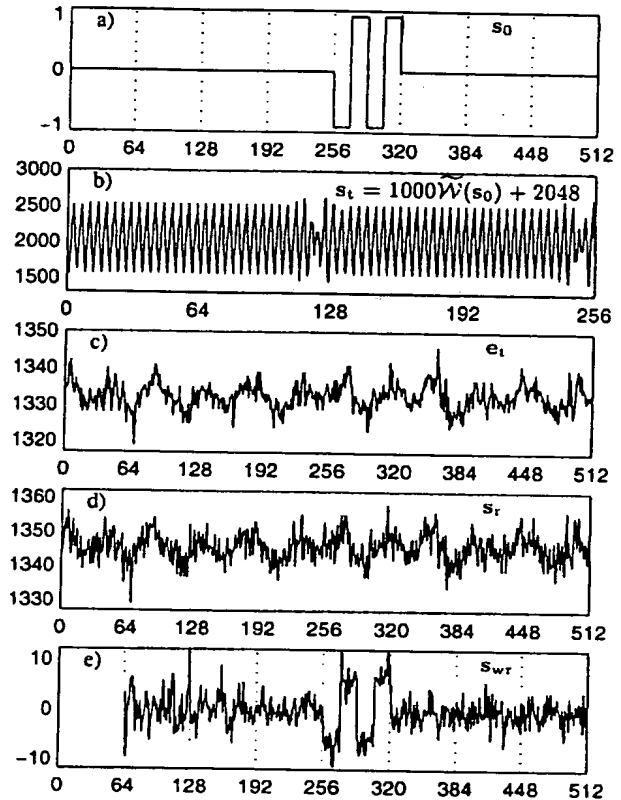 1
a)
s₀
0
-1
0 64 128 192 256 320 384 448 512
3000
b)
sₜ = 1000W̃(s₀) + 2048
2500
2000
1500
0 64 128 192 256
1350
c)
eₜ
1340
1330
1320
0 64 128 192 256 320 384 448 512
1360
d)
sᵣ
1350
1340
1330
0 64 128 192 256 320 384 448 512
10
e)
s_wr
0
-10
0 64 128 192 256 320 384 448 512